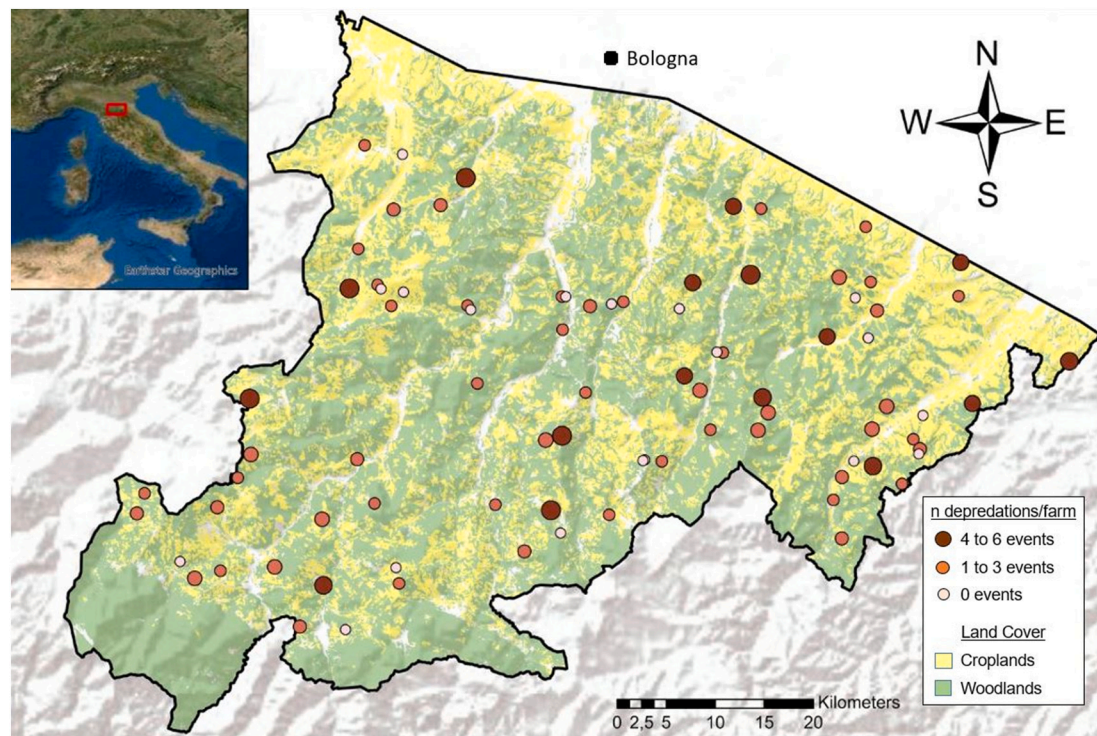 Bologna
N
W E
S
Earthstar Geographics
n depredations/farm
4 to 6 events
1 to 3 events
0 events
Land Cover
Croplands
Woodlands
Kilometers
0 2,5 5 10 15 20